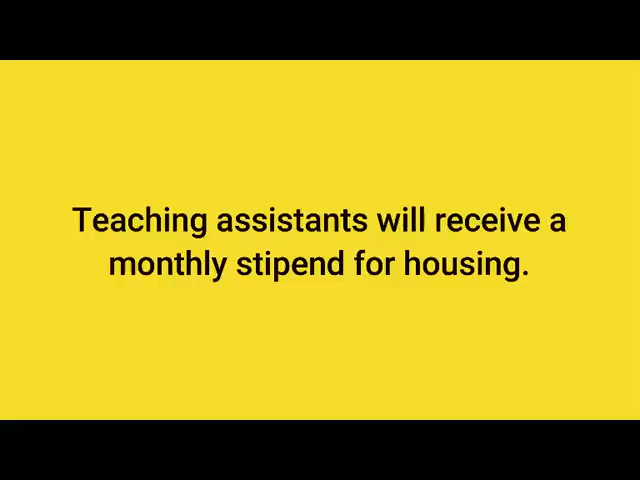 Teaching assistants will receive a
monthly stipend for housing.